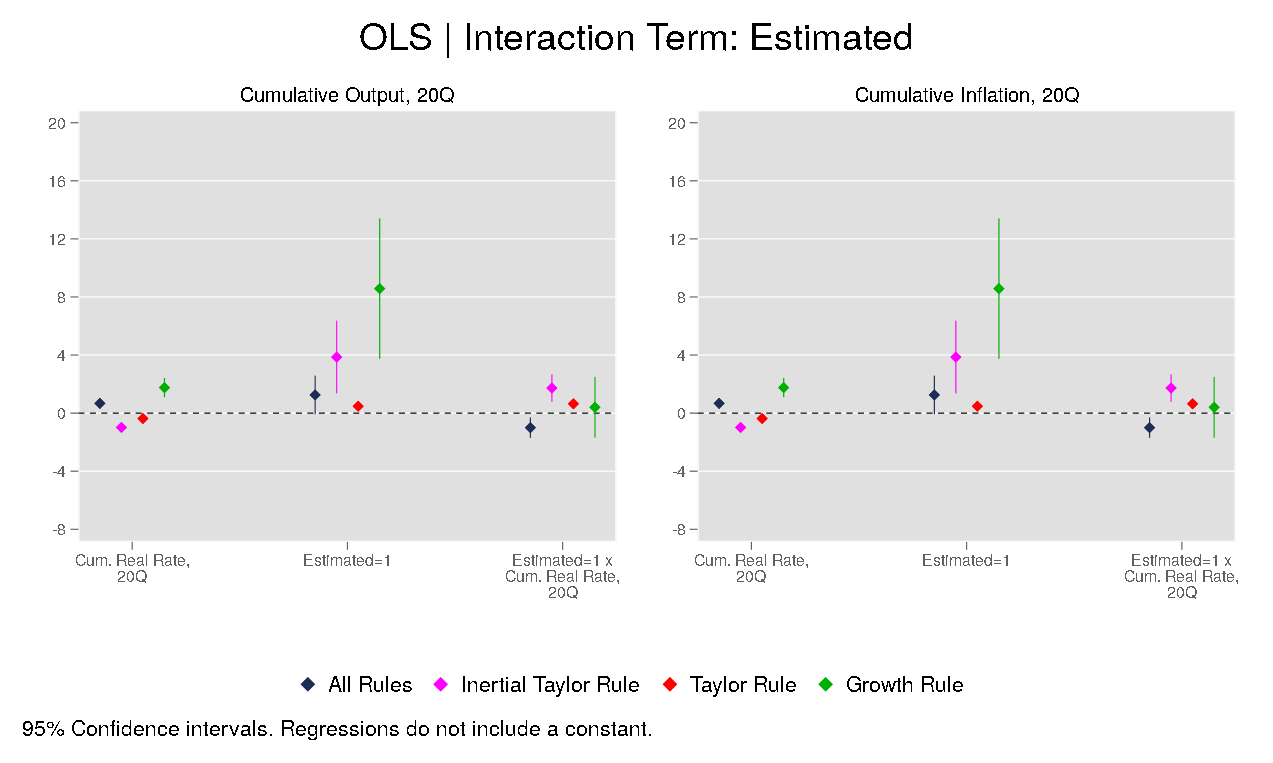 OLS | Interaction Term: Estimated
Cumulative Output, 20Q
20
16
12
8
4
0
-4
-8
Cum. Real Rate,
20Q
Estimated=1
Estimated=1 x
Cum. Real Rate,
20Q
Cumulative Inflation, 20Q
20
16
12
8
4
0
-4
-8
Cum. Real Rate,
20Q
Estimated=1
Estimated=1 x
Cum. Real Rate,
20Q
All Rules Inertial Taylor Rule Taylor Rule Growth Rule
95% Confidence intervals. Regressions do not include a constant.